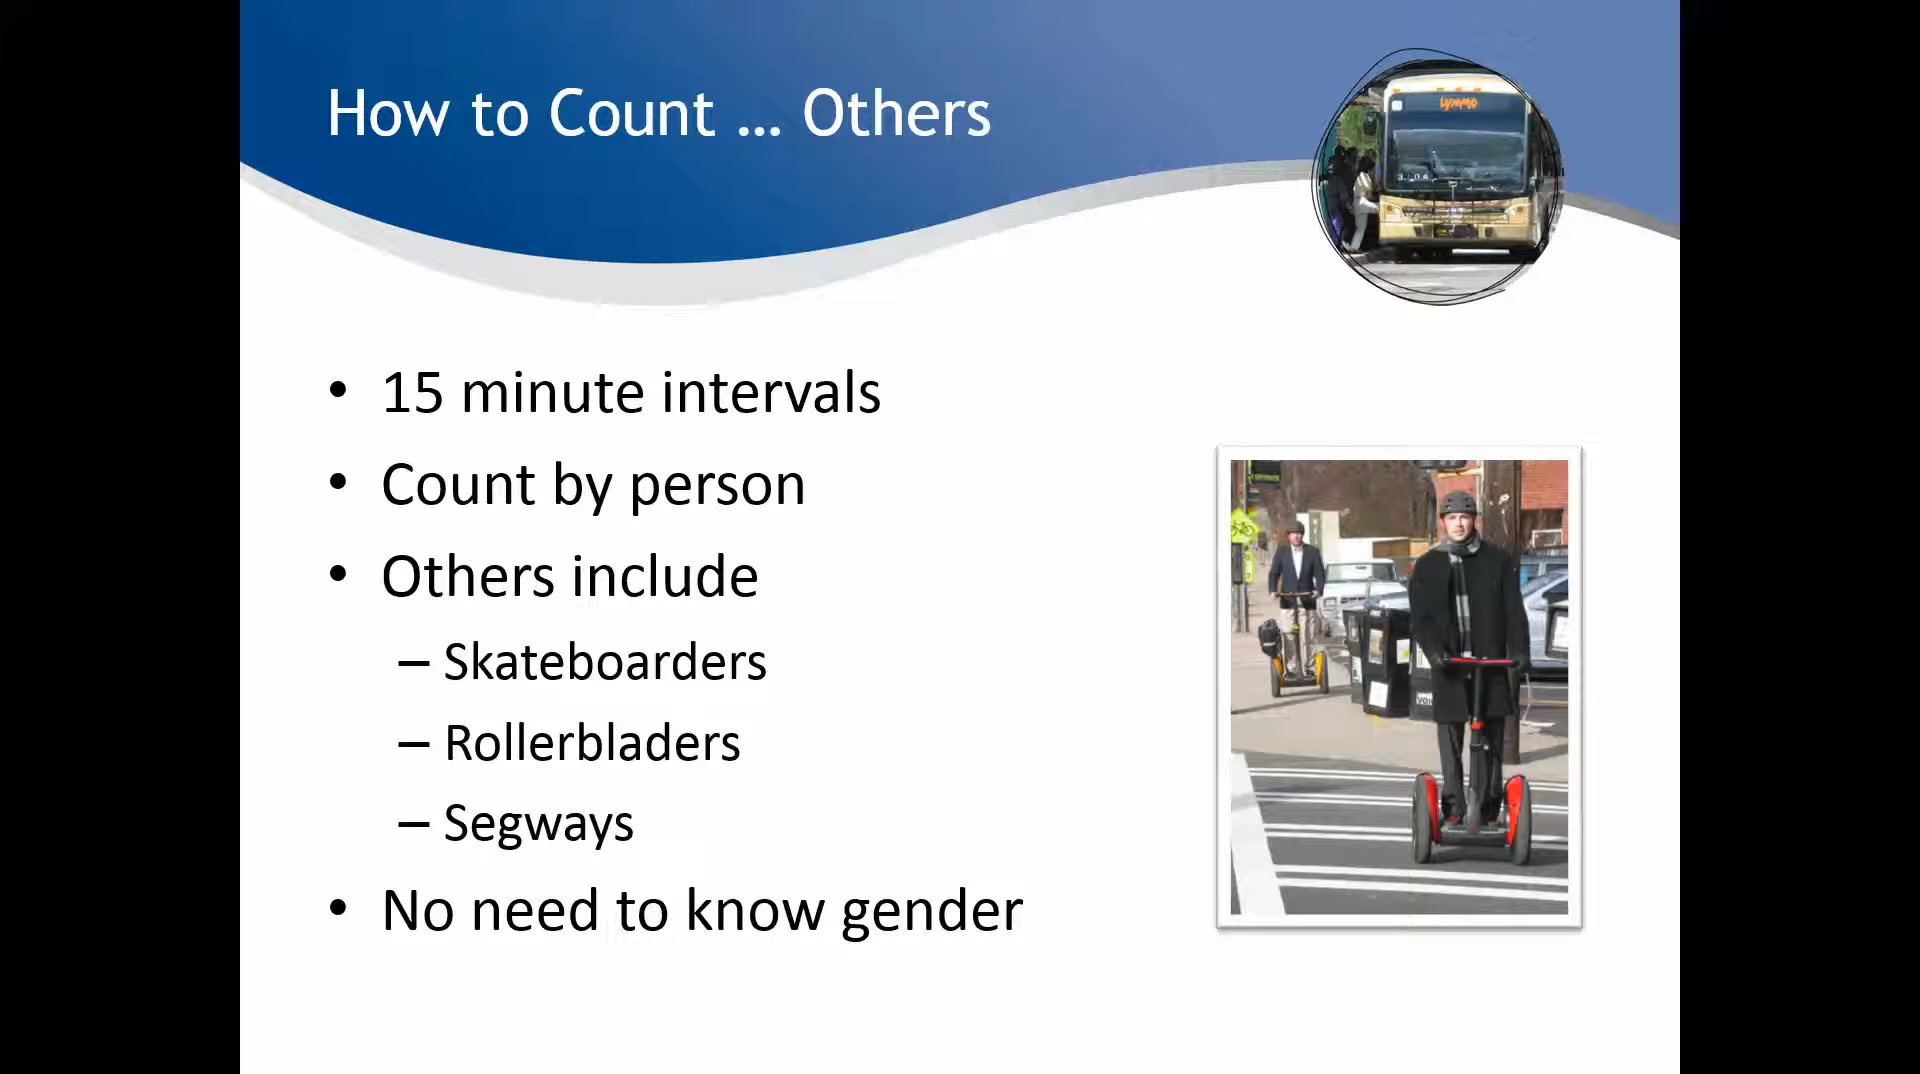 How to Count … Others
LYMMO
• 15 minute intervals
• Count by person
• Others include
– Skateboarders
– Rollerbladers
– Segways
• No need to know gender